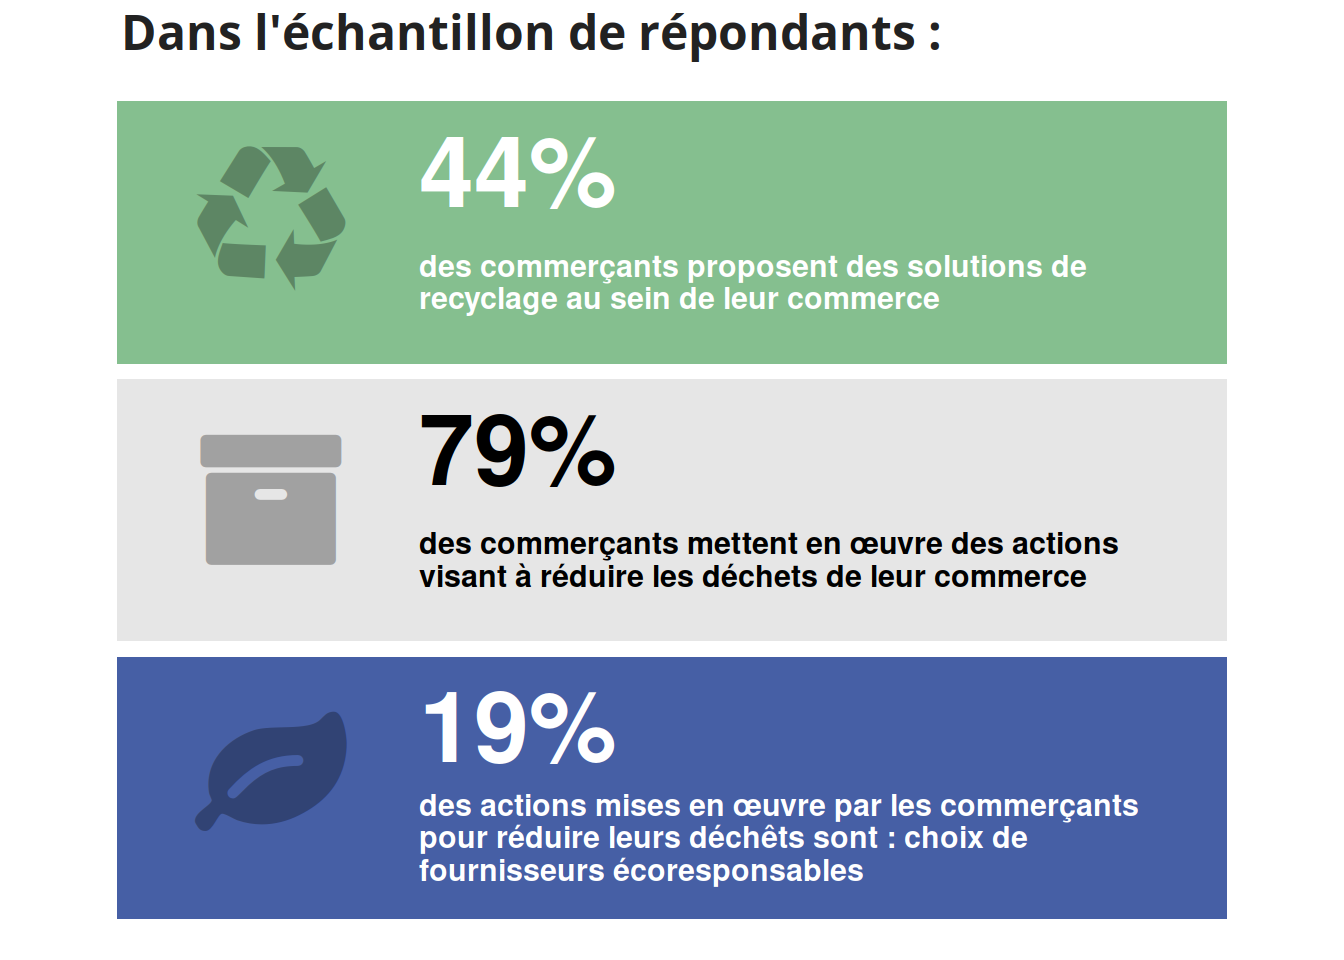 Dans l'échantillon de répondants :
44%
des commerçants proposent des solutions de
recyclage au sein de leur commerce
79%
des commerçants mettent en œuvre des actions
visant à réduire les déchets de leur commerce
19%
des actions mises en œuvre par les commerçants
pour réduire leurs déchêts sont : choix de
fournisseurs écoresponsables